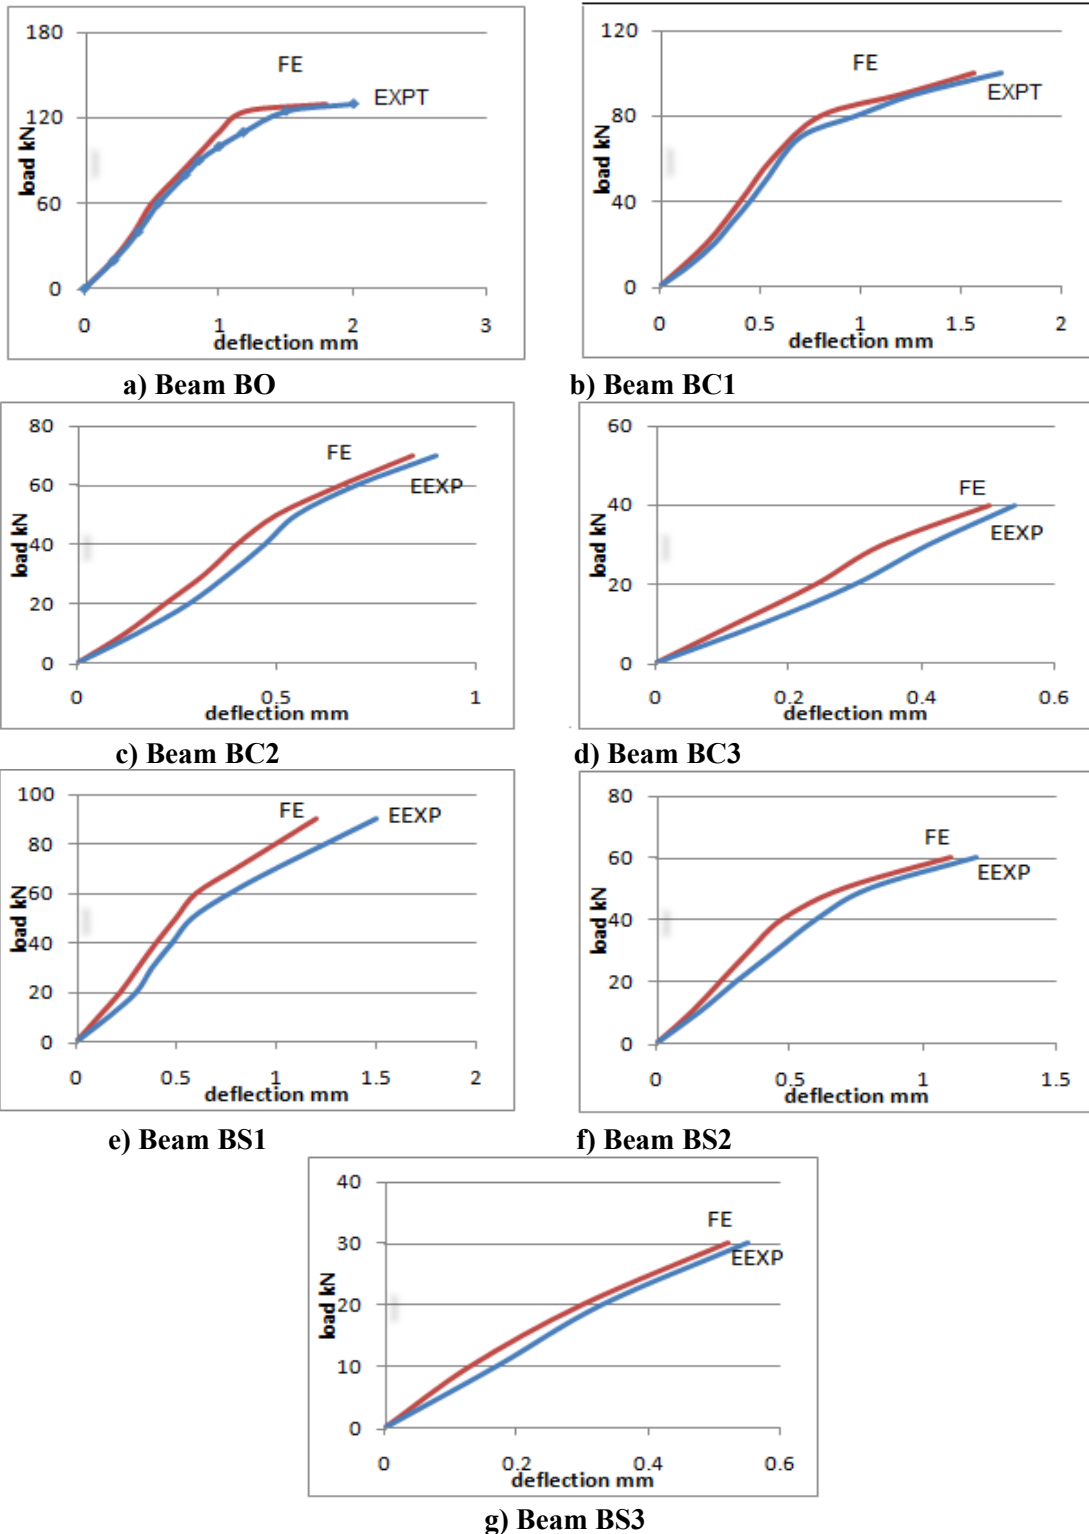 180
120
60
0
0
1
2
3
load kN
deflection mm
FE
EXPT
a) Beam BO
120
80
40
0
0
0.5
1
1.5
2
load kN
deflection mm
FE
EXPT
b) Beam BC1
80
60
40
20
0
0
0.5
1
load kN
deflection mm
FE
EEXP
c) Beam BC2
60
40
20
0
0
0.2
0.4
0.6
load kN
deflection mm
FE
EEXP
d) Beam BC3
100
80
60
40
20
0
0
0.5
1
1.5
2
load kN
deflection mm
FE
EEXP
e) Beam BS1
80
60
40
20
0
0
0.5
1
1.5
load kN
deflection mm
FE
EEXP
f) Beam BS2
40
30
20
10
0
0
0.2
0.4
0.6
load kN
deflection mm
FE
EEXP
g) Beam BS3